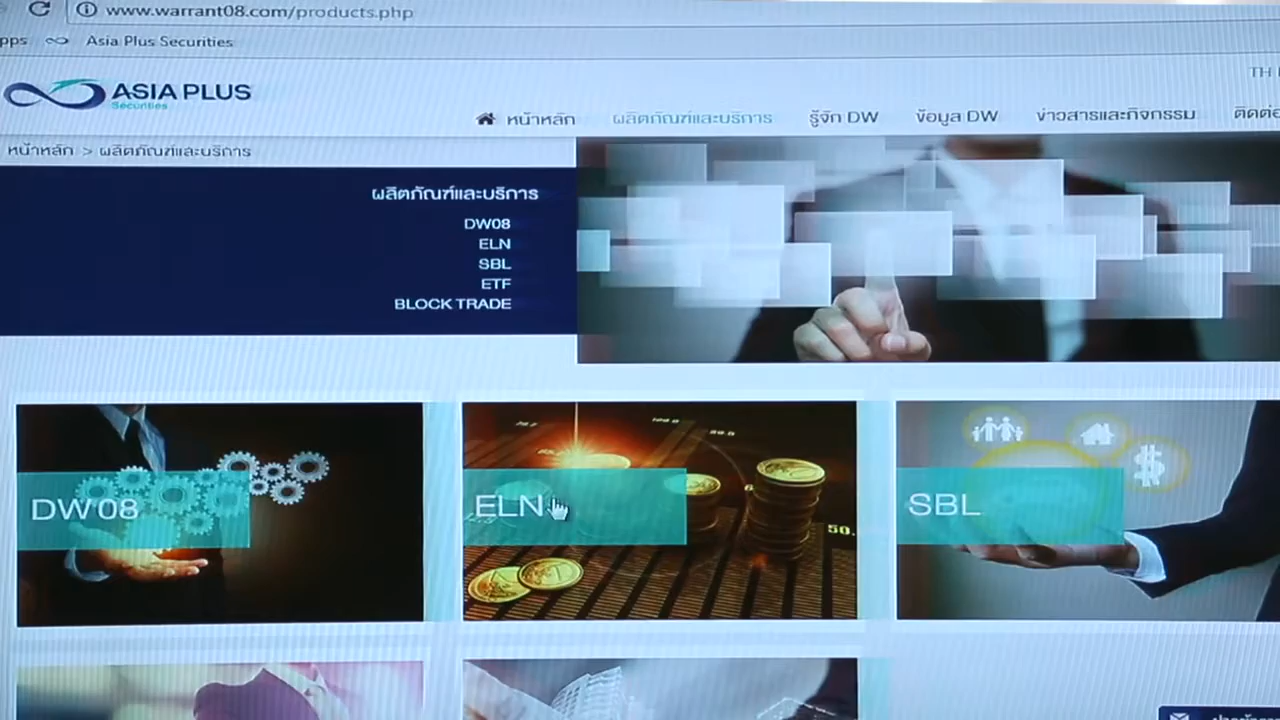 www.warrant08.com/products.php
pps Asia Plus Securities
ASIA PLUS
Securities
TH
หน้าหลัก ผลิตภัณฑ์และบริการ รู้จัก DW ข้อมูล DW ข่าวสารและกิจกรรม ติดต่อ
หน้าหลัก > ผลิตภัณฑ์และบริการ
ผลิตภัณฑ์และบริการ
DW08
ELN
SBL
ETF
BLOCK TRADE
DW 08
ELN
SBL
50.